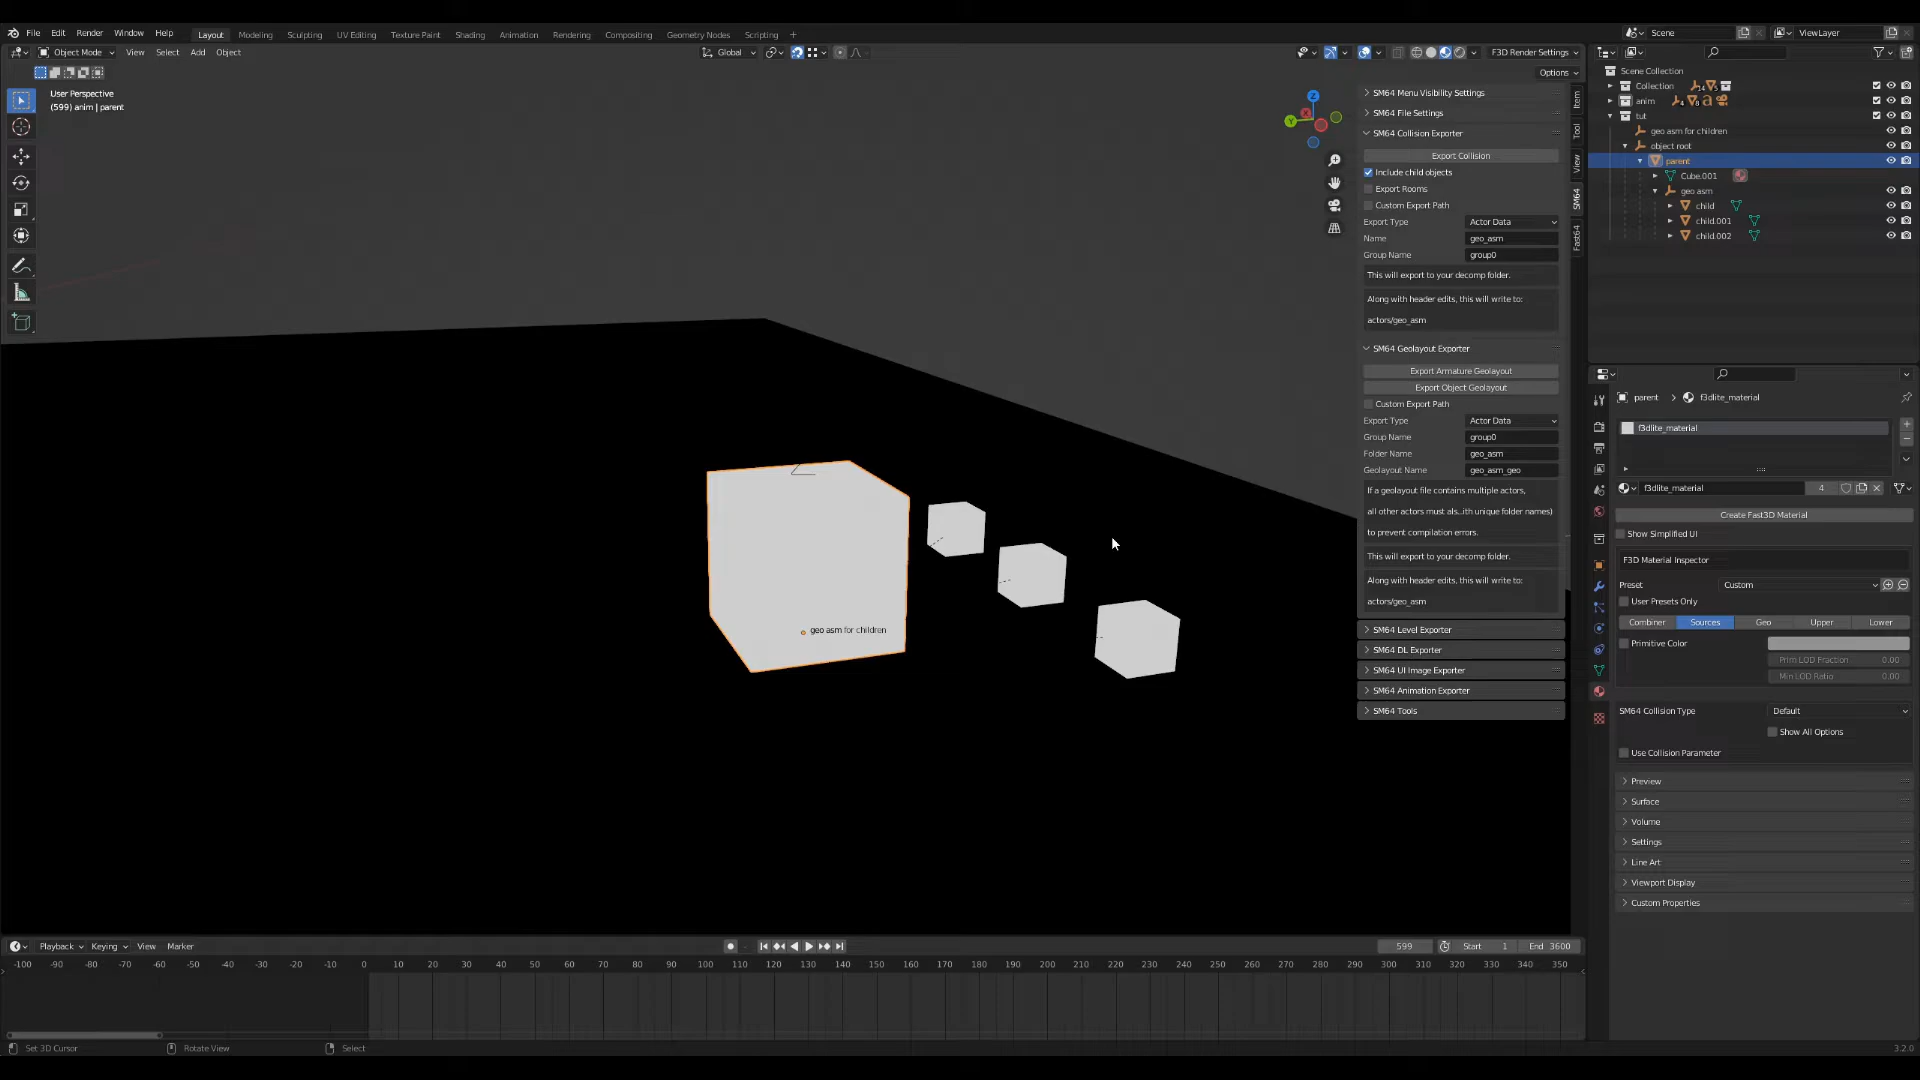 File Edit Render Window Help Layout Modeling Sculpting UV Editing Texture Paint Shading Animation Rendering Compositing Geometry Nodes Scripting + Scene ViewLayer
Object Mode View Select Add Object Global F3D Render Settings
Options
User Perspective
(599) anim | parent
SM64 Menu Visibility Settings
SM64 File Settings
SM64 Collision Exporter
Export Collision
Include child objects
Export Rooms
Custom Export Path
Export Type Actor Data
Name geo_asm
Group Name group0
This will export to your decomp folder.
Along with header edits, this will write to:
actors/geo_asm
SM64 Geolayout Exporter
Export Armature Geolayout
Export Object Geolayout
Custom Export Path
Export Type Actor Data
Group Name group0
Folder Name geo_asm
Geolayout Name geo_asm_geo
If a geolayout file contains multiple actors,
all other actors must als...ith unique folder names)
to prevent compilation errors.
This will export to your decomp folder.
Along with header edits, this will write to:
actors/geo_asm
SM64 Level Exporter
SM64 DL Exporter
SM64 UI Image Exporter
SM64 Animation Exporter
SM64 Tools
Item
Tool
View
SM64
Fast64
Z
Y
geo asm for children
Scene Collection
Collection 14 5
anim 4 8
tut
geo asm for children
object root
parent
Cube.001
geo asm
child
child.001
child.002
parent > f3dlite_material
f3dlite_material
f3dlite_material 4
Create Fast3D Material
Show Simplified UI
F3D Material Inspector
Preset Custom
User Presets Only
Combiner Sources Geo Upper Lower
Primitive Color
Prim LOD Fraction 0.00
Min LOD Ratio 0.00
SM64 Collision Type Default
Show All Options
Use Collision Parameter
Preview
Surface
Volume
Settings
Line Art
Viewport Display
Custom Properties
Playback Keying View Marker 599 Start 1 End 3600
-100 -90 -80 -70 -60 -50 -40 -30 -20 -10 0 10 20 30 40 50 60 70 80 90 100 110 120 130 140 150 160 170 180 190 200 210 220 230 240 250 260 270 280 290 300 310 320 330 340 350
Set 3D Cursor Rotate View Select 3.2.0